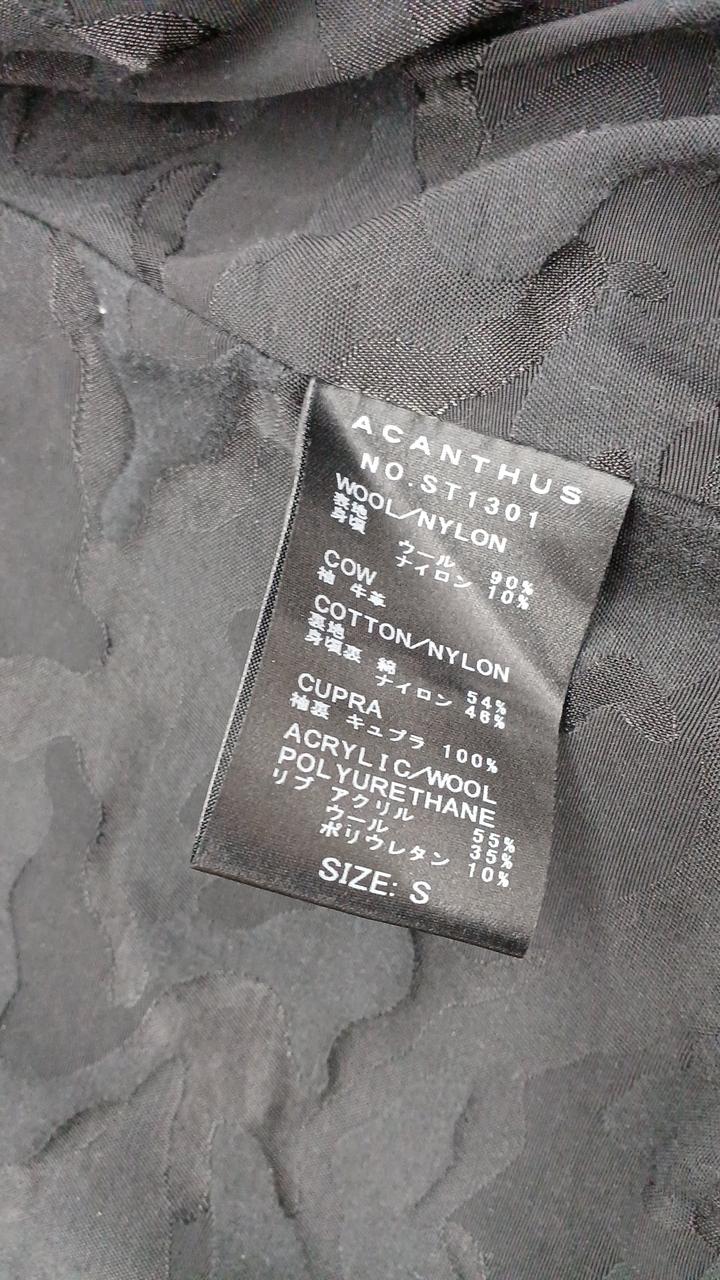 ACANTHUS
NO.ST1301
WOOL/NYLON
表地
身頃 ウール 90%
ナイロン 10%
COW
袖 牛革
COTTON/NYLON
裏地
身頃裏 綿 54%
ナイロン 46%
CUPRA
袖裏 キュプラ 100%
ACRYLIC/WOOL
POLYURETHANE
リブ アクリル 55%
ウール 35%
ポリウレタン 10%
SIZE: S